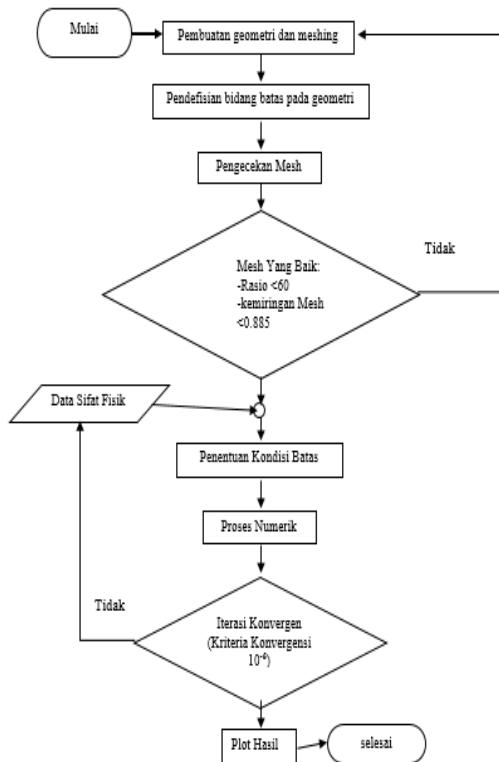 Mulai
Pembuatan geometri dan meshing
Pendefisian bidang batas pada geometri
Pengecekan Mesh
Tidak
Mesh Yang Baik:
-Rasio <60
-kemiringan Mesh
<0.885
Data Sifat Fisik
Penentuan Kondisi Batas
Proses Numerik
Tidak
Iterasi Konvergen
(Kriteria Konvergensi
10⁻⁶)
Plot Hasil
selesai